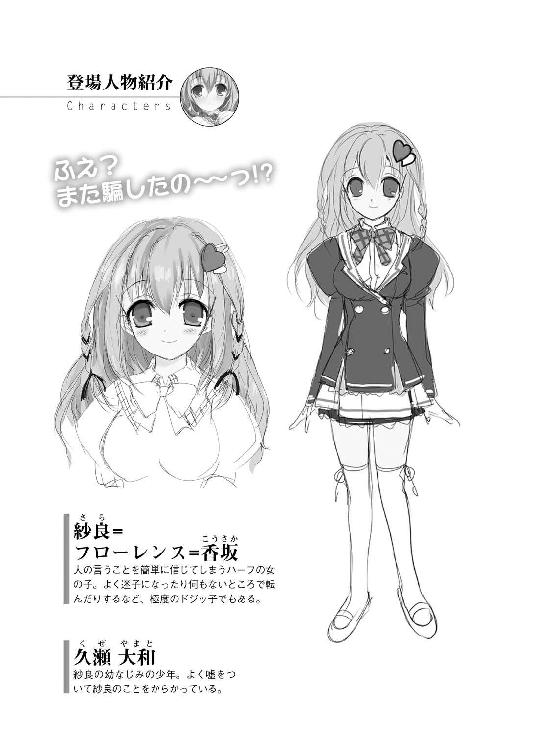 登場人物紹介
Characters
ふぇ?
また騙したの~~っ!?
さら
紗良=
こうさか
フローレンス=香坂
人の言うことを簡単に信じてしまうハーフの女
の子。よく迷子になったり何もないところで転
んだりするなど、極度のドジッ子でもある。
くぜ やまと
久瀬 大和
紗良の幼なじみの少年。よく嘘をつ
いて紗良のことをからかっている。